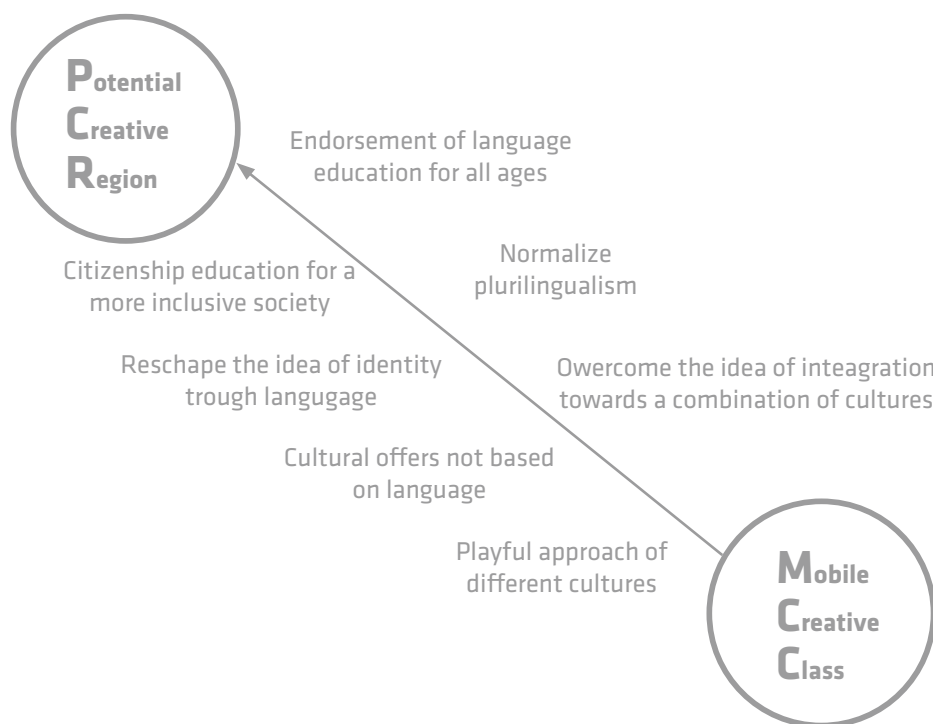 Potential
Creative
Region
Endorsement of language
education for all ages
Normalize
plurilingualism
Citizenship education for a
more inclusive society
Reschape the idea of identity
trough langugage
Owercome the idea of inteagration
towards a combination of cultures
Cultural offers not based
on language
Playful approach of
different cultures
Mobile
Creative
Class